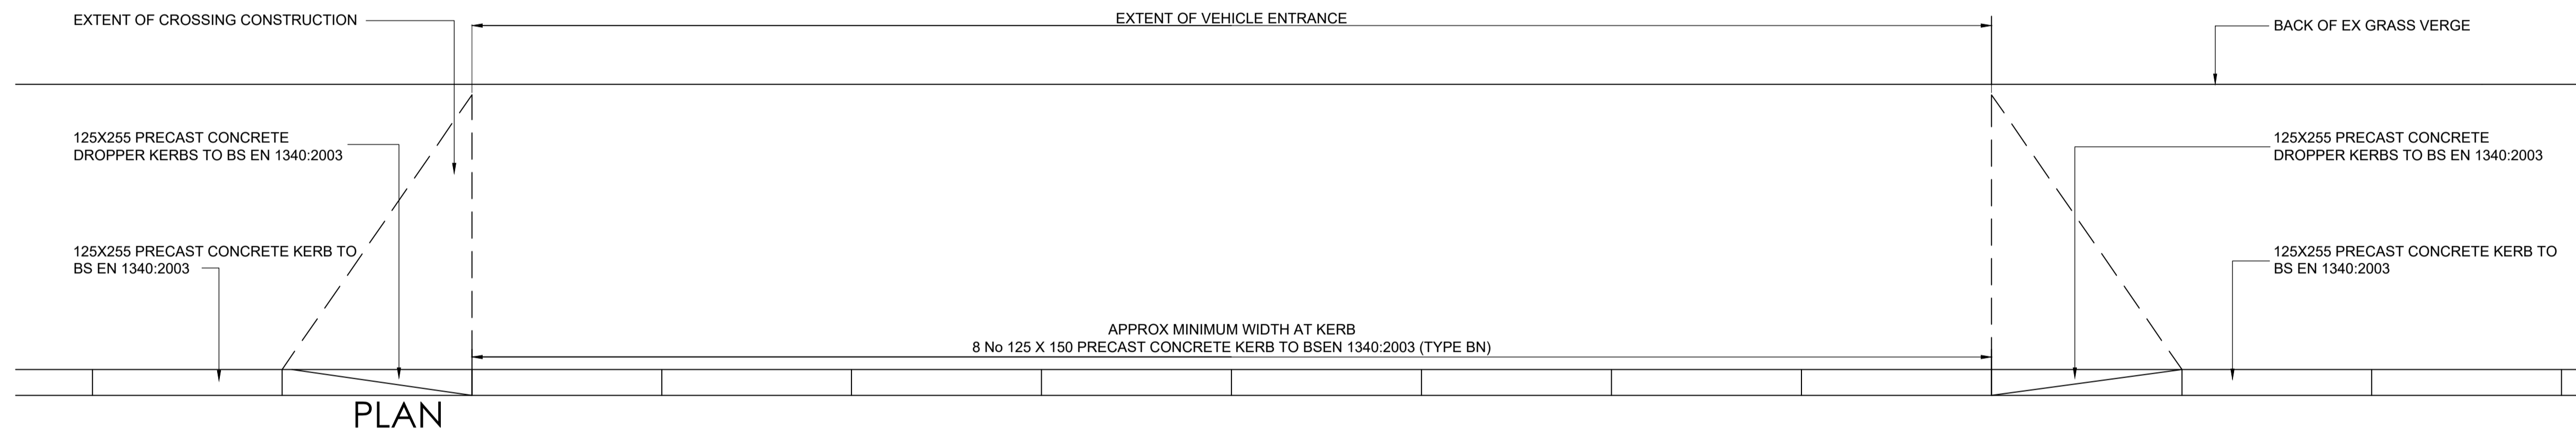 EXTENT OF CROSSING CONSTRUCTION
EXTENT OF VEHICLE ENTRANCE
BACK OF EX GRASS VERGE
125X255 PRECAST CONCRETE
DROPPER KERBS TO BS EN 1340:2003
125X255 PRECAST CONCRETE
DROPPER KERBS TO BS EN 1340:2003
125X255 PRECAST CONCRETE KERB TO
BS EN 1340:2003
125X255 PRECAST CONCRETE KERB TO
BS EN 1340:2003
APPROX MINIMUM WIDTH AT KERB
8 No 125 X 150 PRECAST CONCRETE KERB TO BSEN 1340:2003 (TYPE BN)
PLAN